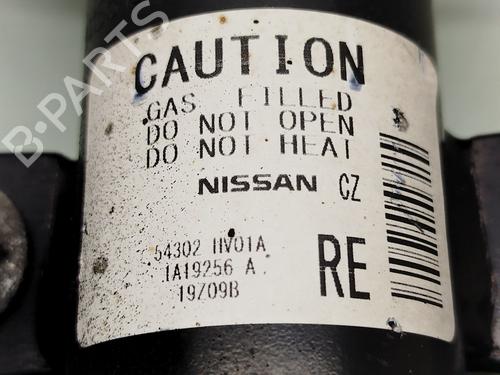 CAUTION
GAS FILLED
DO NOT OPEN
DO NOT HEAT
NISSAN CZ
54302 HV01A
1A19256 A
19Z09B
RE
B-PARTS